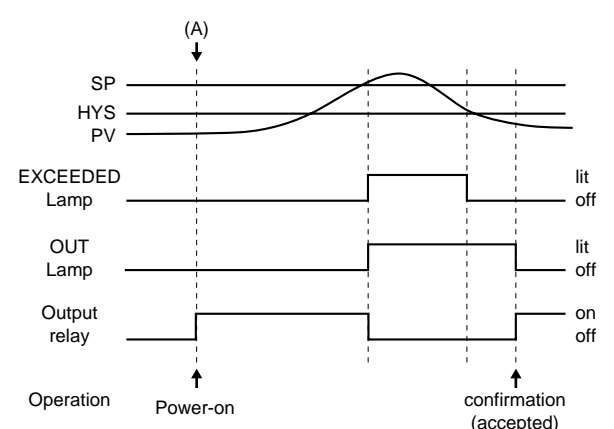 (A)
SP
HYS
PV
EXCEEDED
Lamp
lit
off
OUT
Lamp
lit
off
Output
relay
on
off
Operation
Power-on
confirmation
(accepted)